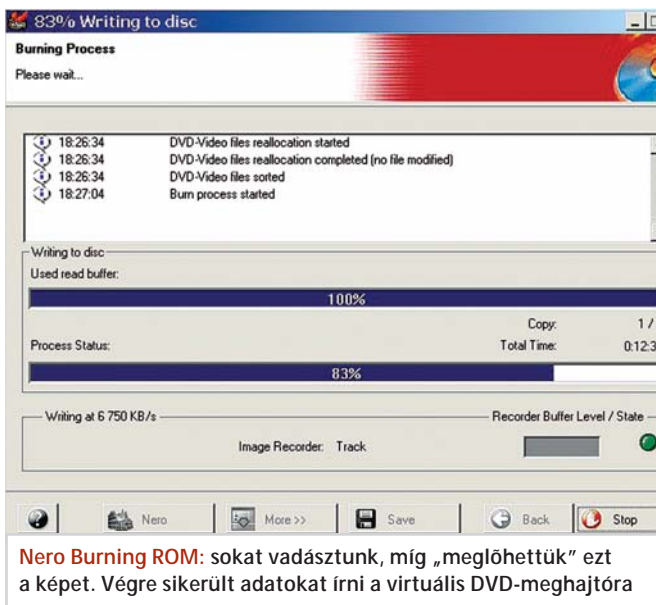 83% Writing to disc
Burning Process
Please wait...
18:26:34 DVD-Video files reallocation started
18:26:34 DVD-Video files reallocation completed (no file modified)
18:26:34 DVD-Video files sorted
18:27:04 Burn process started
Writing to disc
Used read buffer:
100%
Copy: 1 /
Process Status: Total Time: 0:12:3
83%
Writing at 6 750 KB/s Recorder Buffer Level / State
Image Recorder: Track
Nero More >> Save Back Stop
Nero Burning ROM: sokat vadásztunk, míg „meglőhettük” ezt
a képet. Végre sikerült adatokat írni a virtuális DVD-meghajtóra